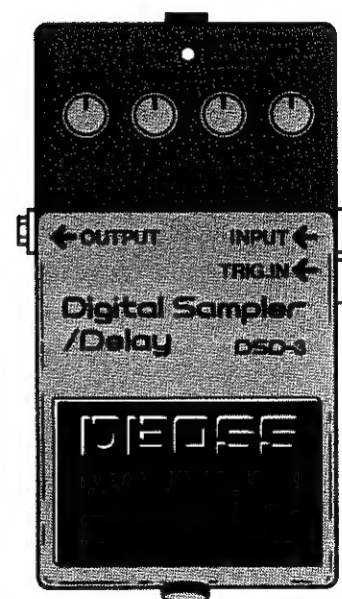 OUTPUT INPUT
TRIG.IN
Digital Sampler
/Delay DSD-3
BOSS